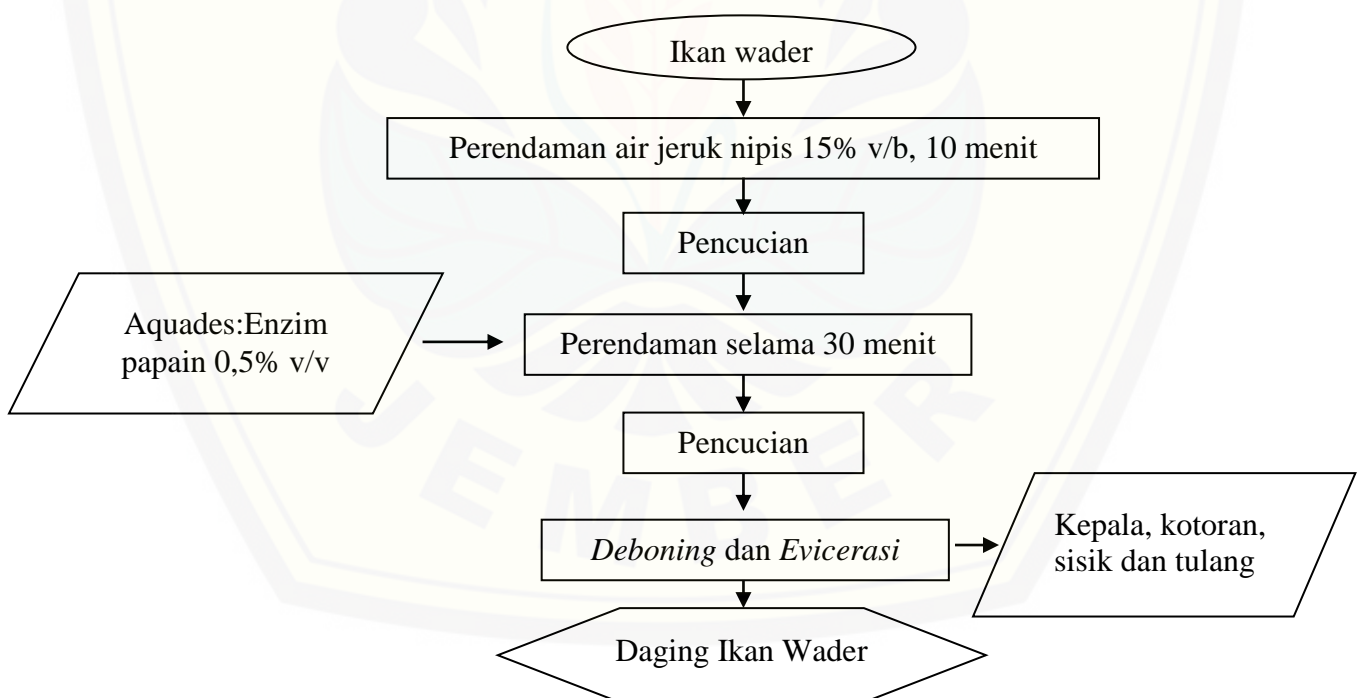 Ikan wader
Perendaman air jeruk nipis 15% v/b, 10 menit
Pencucian
Aquades:Enzim
papain 0,5% v/v
Perendaman selama 30 menit
Pencucian
Deboning dan Evicerasi
Kepala, kotoran,
sisik dan tulang
Daging Ikan Wader
JEMBER